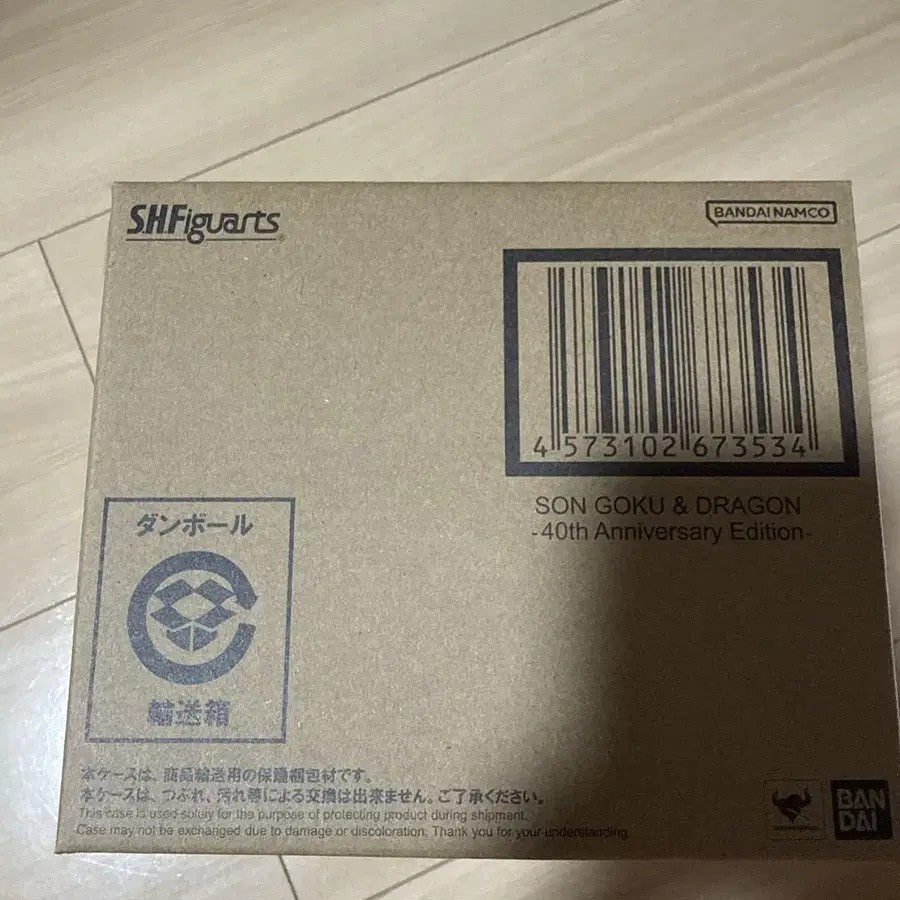 S.H.Figuarts
BANDAI NAMCO
4 573102 673534
SON GOKU & DRAGON
-40th Anniversary Edition-
ダンボール
輸送箱
本ケースは、商品輸送用の保護梱包材です。
本ケースは、つぶれ、汚れ等による交換は出来ません。ご了承ください。
This case is used solely for the purpose of protecting product during shipment.
Case may not be exchanged due to damage or discoloration. Thank you for your understanding.
BAN
DAI